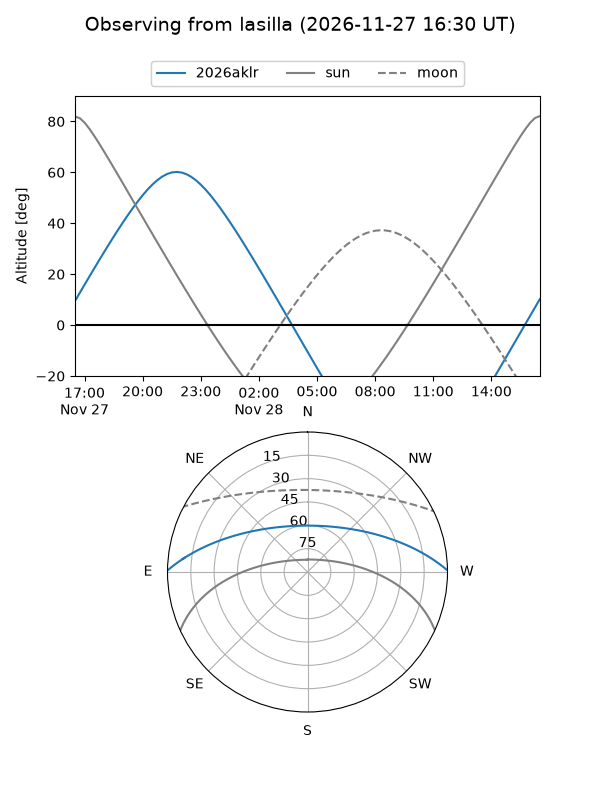 Observing from lasilla (2026-11-27 16:30 UT)
2026aklr sun moon
Altitude [deg]
80
60
40
20
0
−20
17:00 20:00 23:00 02:00 05:00 08:00 11:00 14:00
Nov 27 Nov 28
N
NE NW
15
30
45
60
75
E W
SE SW
S